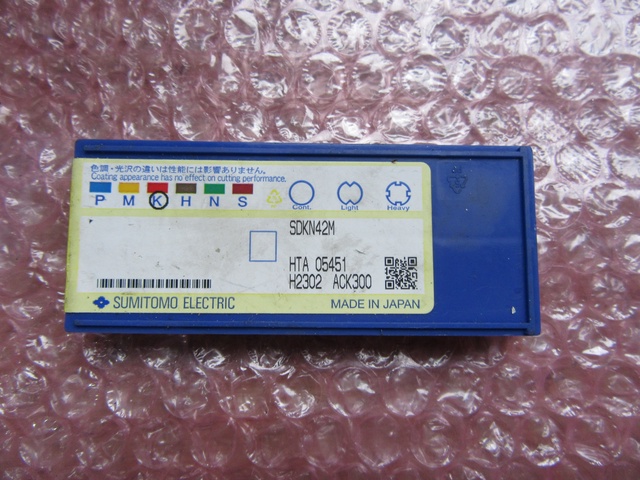 色調・光沢の違いは性能には影響ありません。
Coating appearance has no effect on cutting performance.
P M K H N S
Cont. Light Heavy
SDKN42M
HTA 05451
H2302 ACK300
SUMITOMO ELECTRIC
MADE IN JAPAN